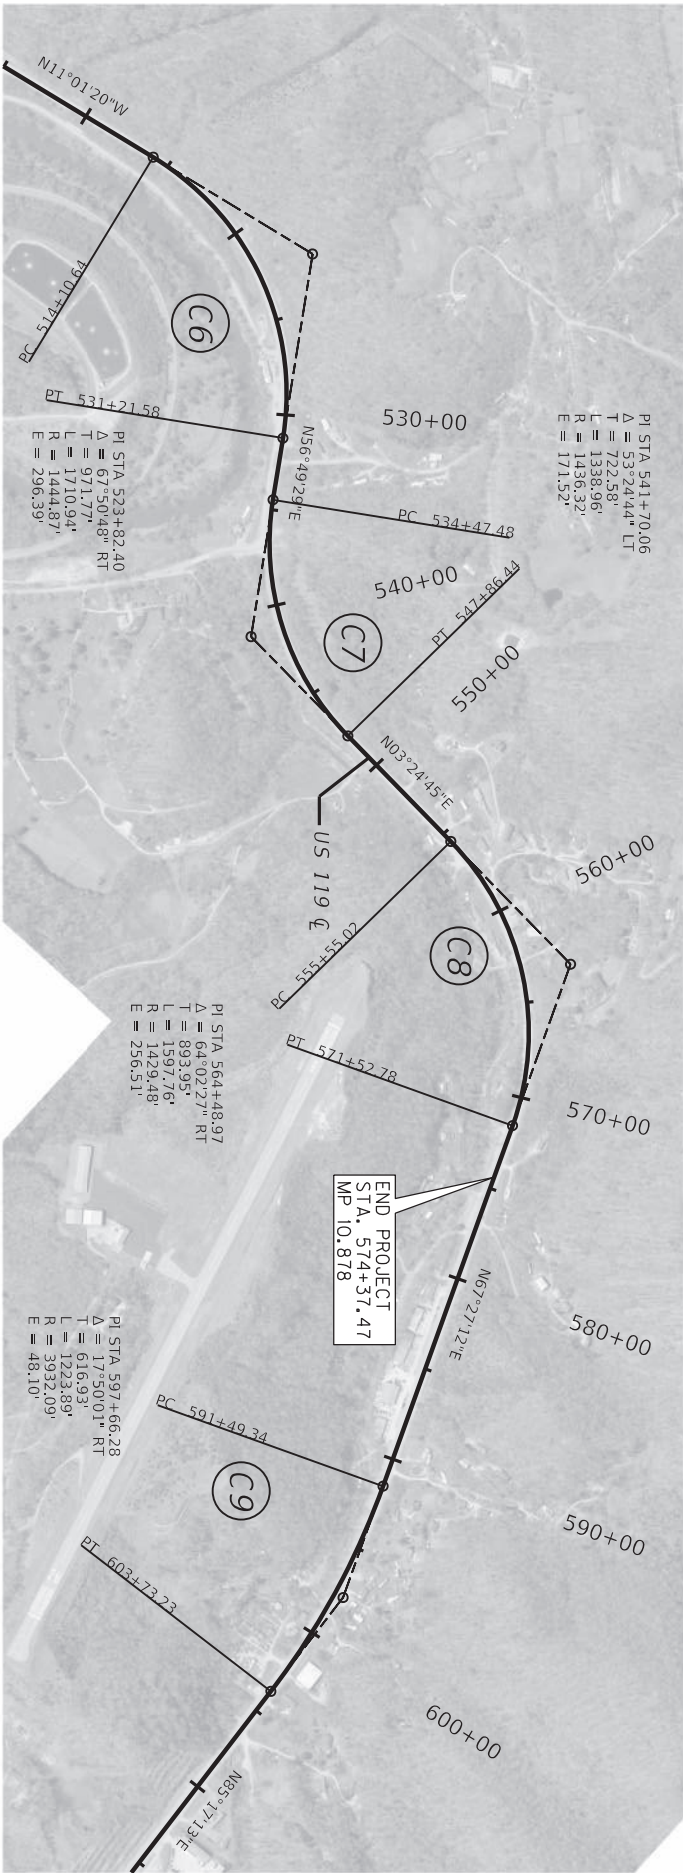 N11°01'20"W
PC 514+10.64
C6
PT 531+21.58
PI STA 523+82.40
Δ = 67°50'48" RT
T = 971.77'
L = 1710.94'
R = 1444.87'
E = 296.39'
N56°49'29"E
530+00
PC 534+47.48
PI STA 541+70.06
Δ = 53°24'44" LT
T = 722.58'
L = 1338.96'
R = 1436.32'
E = 171.52'
540+00
C7
PT 547+86.44
550+00
N03°24'45"E
US 119 ℄
PC 555+55.02
560+00
C8
PT 571+52.78
PI STA 564+48.97
Δ = 64°02'27" RT
T = 893.95'
L = 1597.76'
R = 1429.48'
E = 256.51'
570+00
END PROJECT
STA. 574+37.47
MP 10.878
N67°27'12"E
580+00
PC 591+49.34
590+00
C9
PI STA 597+66.28
Δ = 17°50'01" RT
T = 616.93'
L = 1223.89'
R = 3932.09'
E = 48.10'
PT 603+73.23
600+00
N85°17'13"E